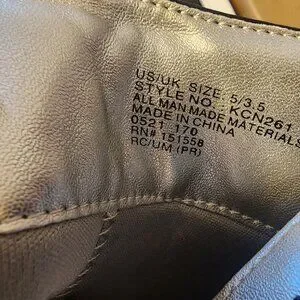 US/UK SIZE: 5/3.5
STYLE NO.: KCN261
ALL MAN MADE MATERIALS
MADE IN CHINA
0521 170
RN# 151558
RC/UM (PR)